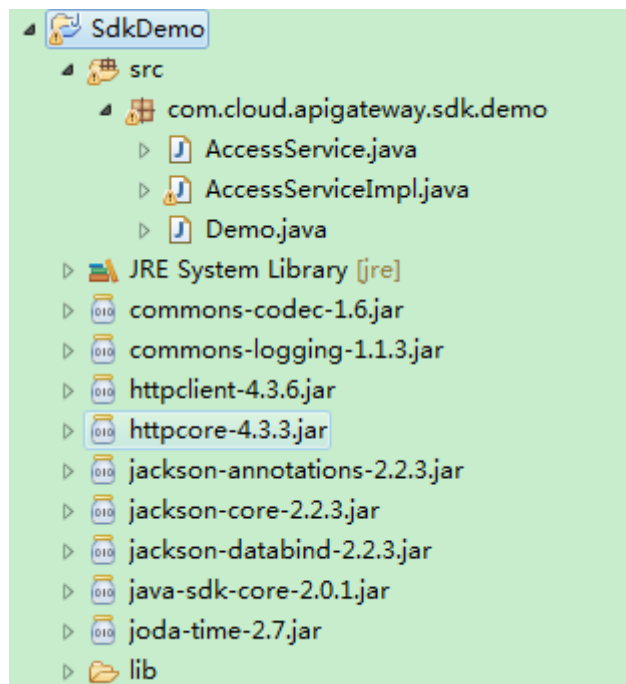 SdkDemo
src
com.cloud.apigateway.sdk.demo
AccessService.java
AccessServiceImpl.java
Demo.java
JRE System Library [jre]
commons-codec-1.6.jar
commons-logging-1.1.3.jar
httpclient-4.3.6.jar
httpcore-4.3.3.jar
jackson-annotations-2.2.3.jar
jackson-core-2.2.3.jar
jackson-databind-2.2.3.jar
java-sdk-core-2.0.1.jar
joda-time-2.7.jar
lib